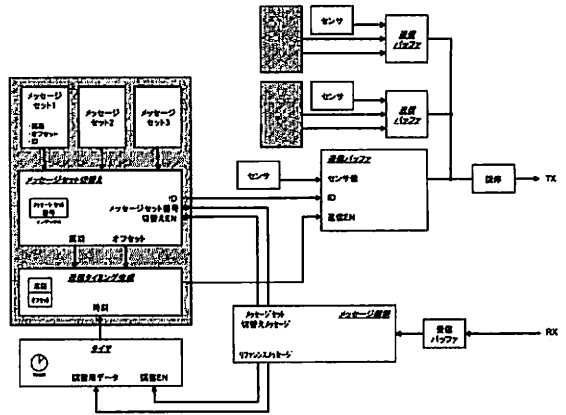 センサ
送信
バッファ
センサ
送信
バッファ
メッセージ
セット1
・周期
・オフセット
・ID
メッセージ
セット2
メッセージ
セット3
メッセージセット切替え
メッセージセット
番号
ID
メッセージセット番号
切替えEN
周期
オフセット
センサ
送信バッファ
センサ値
ID
送信EN
調停
TX
送信タイミング生成
周期
オフセット
時刻
メッセージセット
切替えメッセージ
メッセージ解釈
リファレンスメッセージ
受信
バッファ
RX
タイマ
調整用データ
調整EN